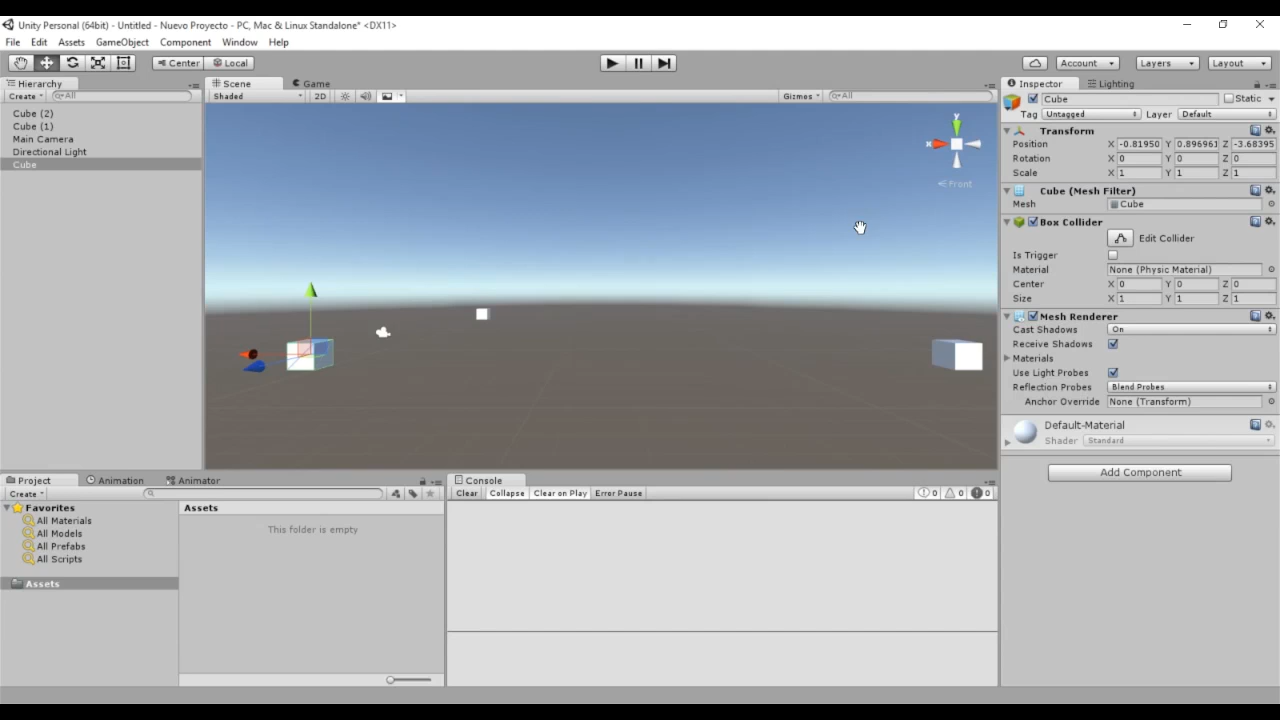 Unity Personal (64bit) - Untitled - Nuevo Proyecto - PC, Mac & Linux Standalone* <DX11>
File Edit Assets GameObject Component Window Help
Center Local Account Layers Layout
Hierarchy
Create All
Cube (2)
Cube (1)
Main Camera
Directional Light
Cube
Scene Game
Shaded 2D Gizmos All
y
x
Front
Inspector Lighting
Cube Static
Tag Untagged Layer Default
Transform
Position X -0.81950 Y 0.896961 Z -3.68395
Rotation X 0 Y 0 Z 0
Scale X 1 Y 1 Z 1
Cube (Mesh Filter)
Mesh Cube
Box Collider
Edit Collider
Is Trigger
Material None (Physic Material)
Center X 0 Y 0 Z 0
Size X 1 Y 1 Z 1
Mesh Renderer
Cast Shadows On
Receive Shadows
Materials
Use Light Probes
Reflection Probes Blend Probes
Anchor Override None (Transform)
Default-Material
Shader Standard
Add Component
Project Animation Animator
Create
Favorites
All Materials
All Models
All Prefabs
All Scripts
Assets
Assets
This folder is empty
Console
Clear Collapse Clear on Play Error Pause 0 0 0